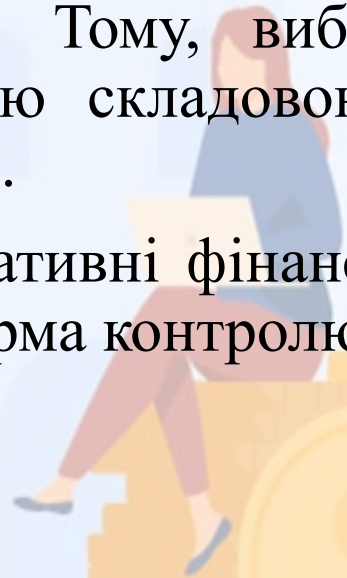 Тому, виб
ю складово
.
ативні фінан
рма контролю